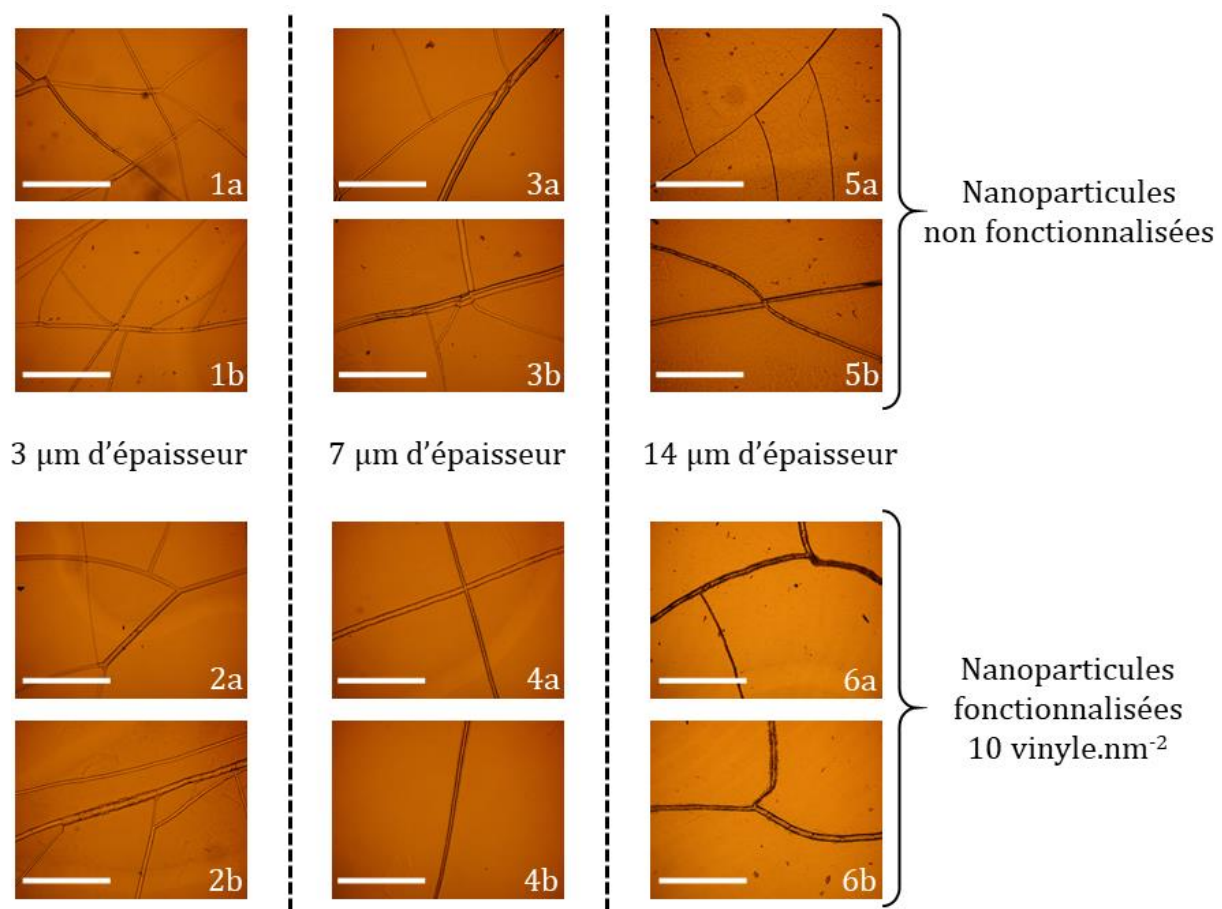 1a
3a
5a
1b
3b
5b
Nanoparticules
non fonctionnalisées
3 μm d’épaisseur
7 μm d’épaisseur
14 μm d’épaisseur
2a
4a
6a
2b
4b
6b
Nanoparticules
fonctionnalisées
10 vinyle.nm⁻²